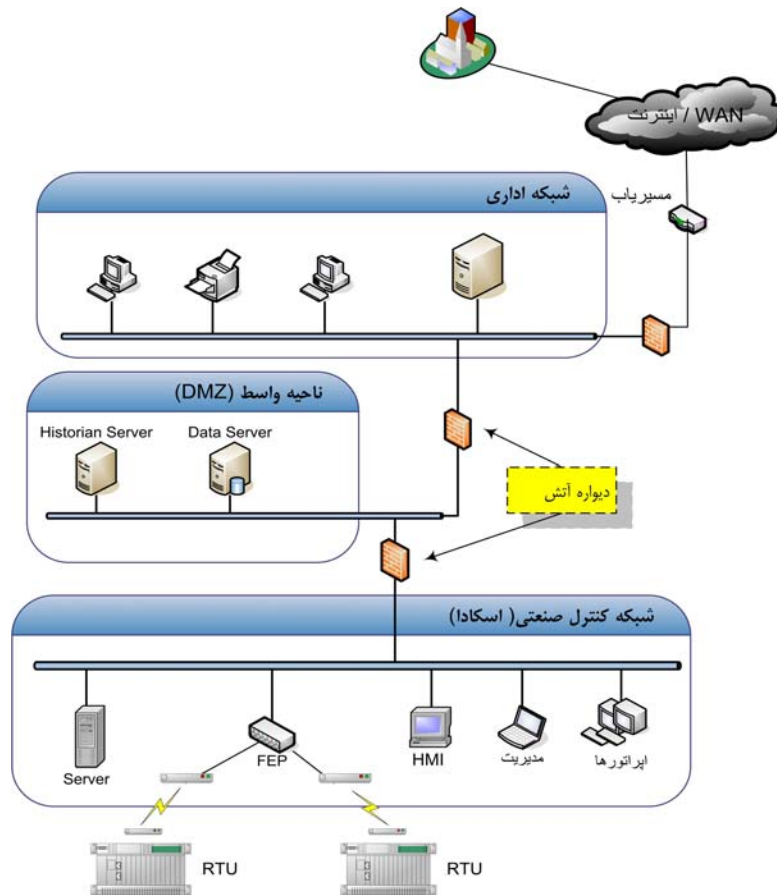 WAN / اینترنت
مسیریاب
شبکه اداری
ناحیه واسط (DMZ)
Historian Server
Data Server
دیواره آتش
شبکه کنترل صنعتی( اسکادا)
Server
FEP
HMI
مدیریت
اپراتورها
RTU
RTU